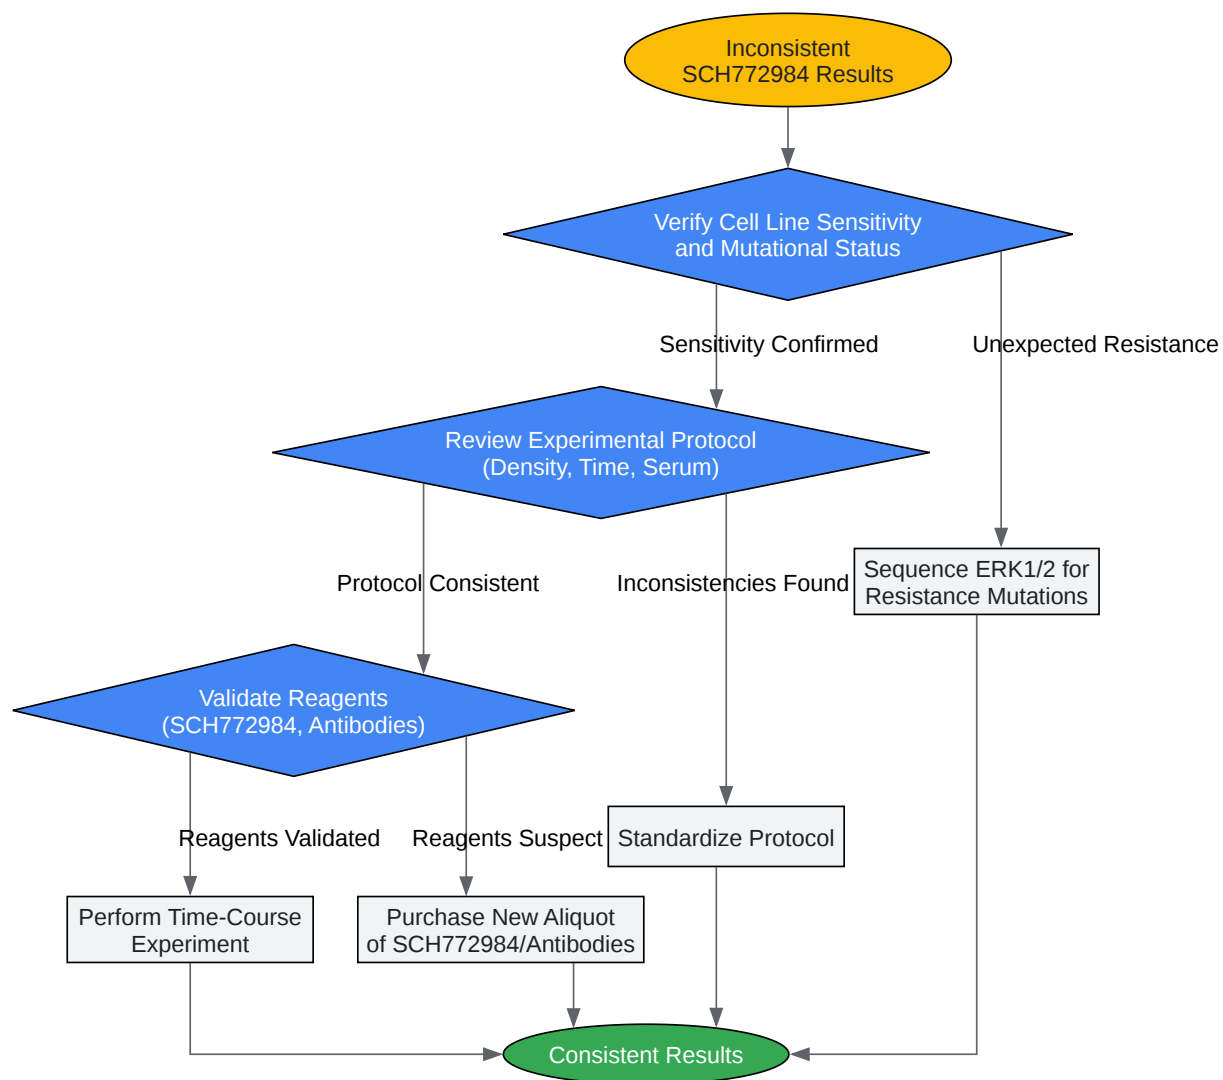 Inconsistent
SCH772984 Results
Verify Cell Line Sensitivity
and Mutational Status
Sensitivity Confirmed
Unexpected Resistance
Review Experimental Protocol
(Density, Time, Serum)
Protocol Consistent
Inconsistencies Found
Sequence ERK1/2 for
Resistance Mutations
Validate Reagents
(SCH772984, Antibodies)
Reagents Validated
Reagents Suspect
Standardize Protocol
Perform Time-Course
Experiment
Purchase New Aliquot
of SCH772984/Antibodies
Consistent Results